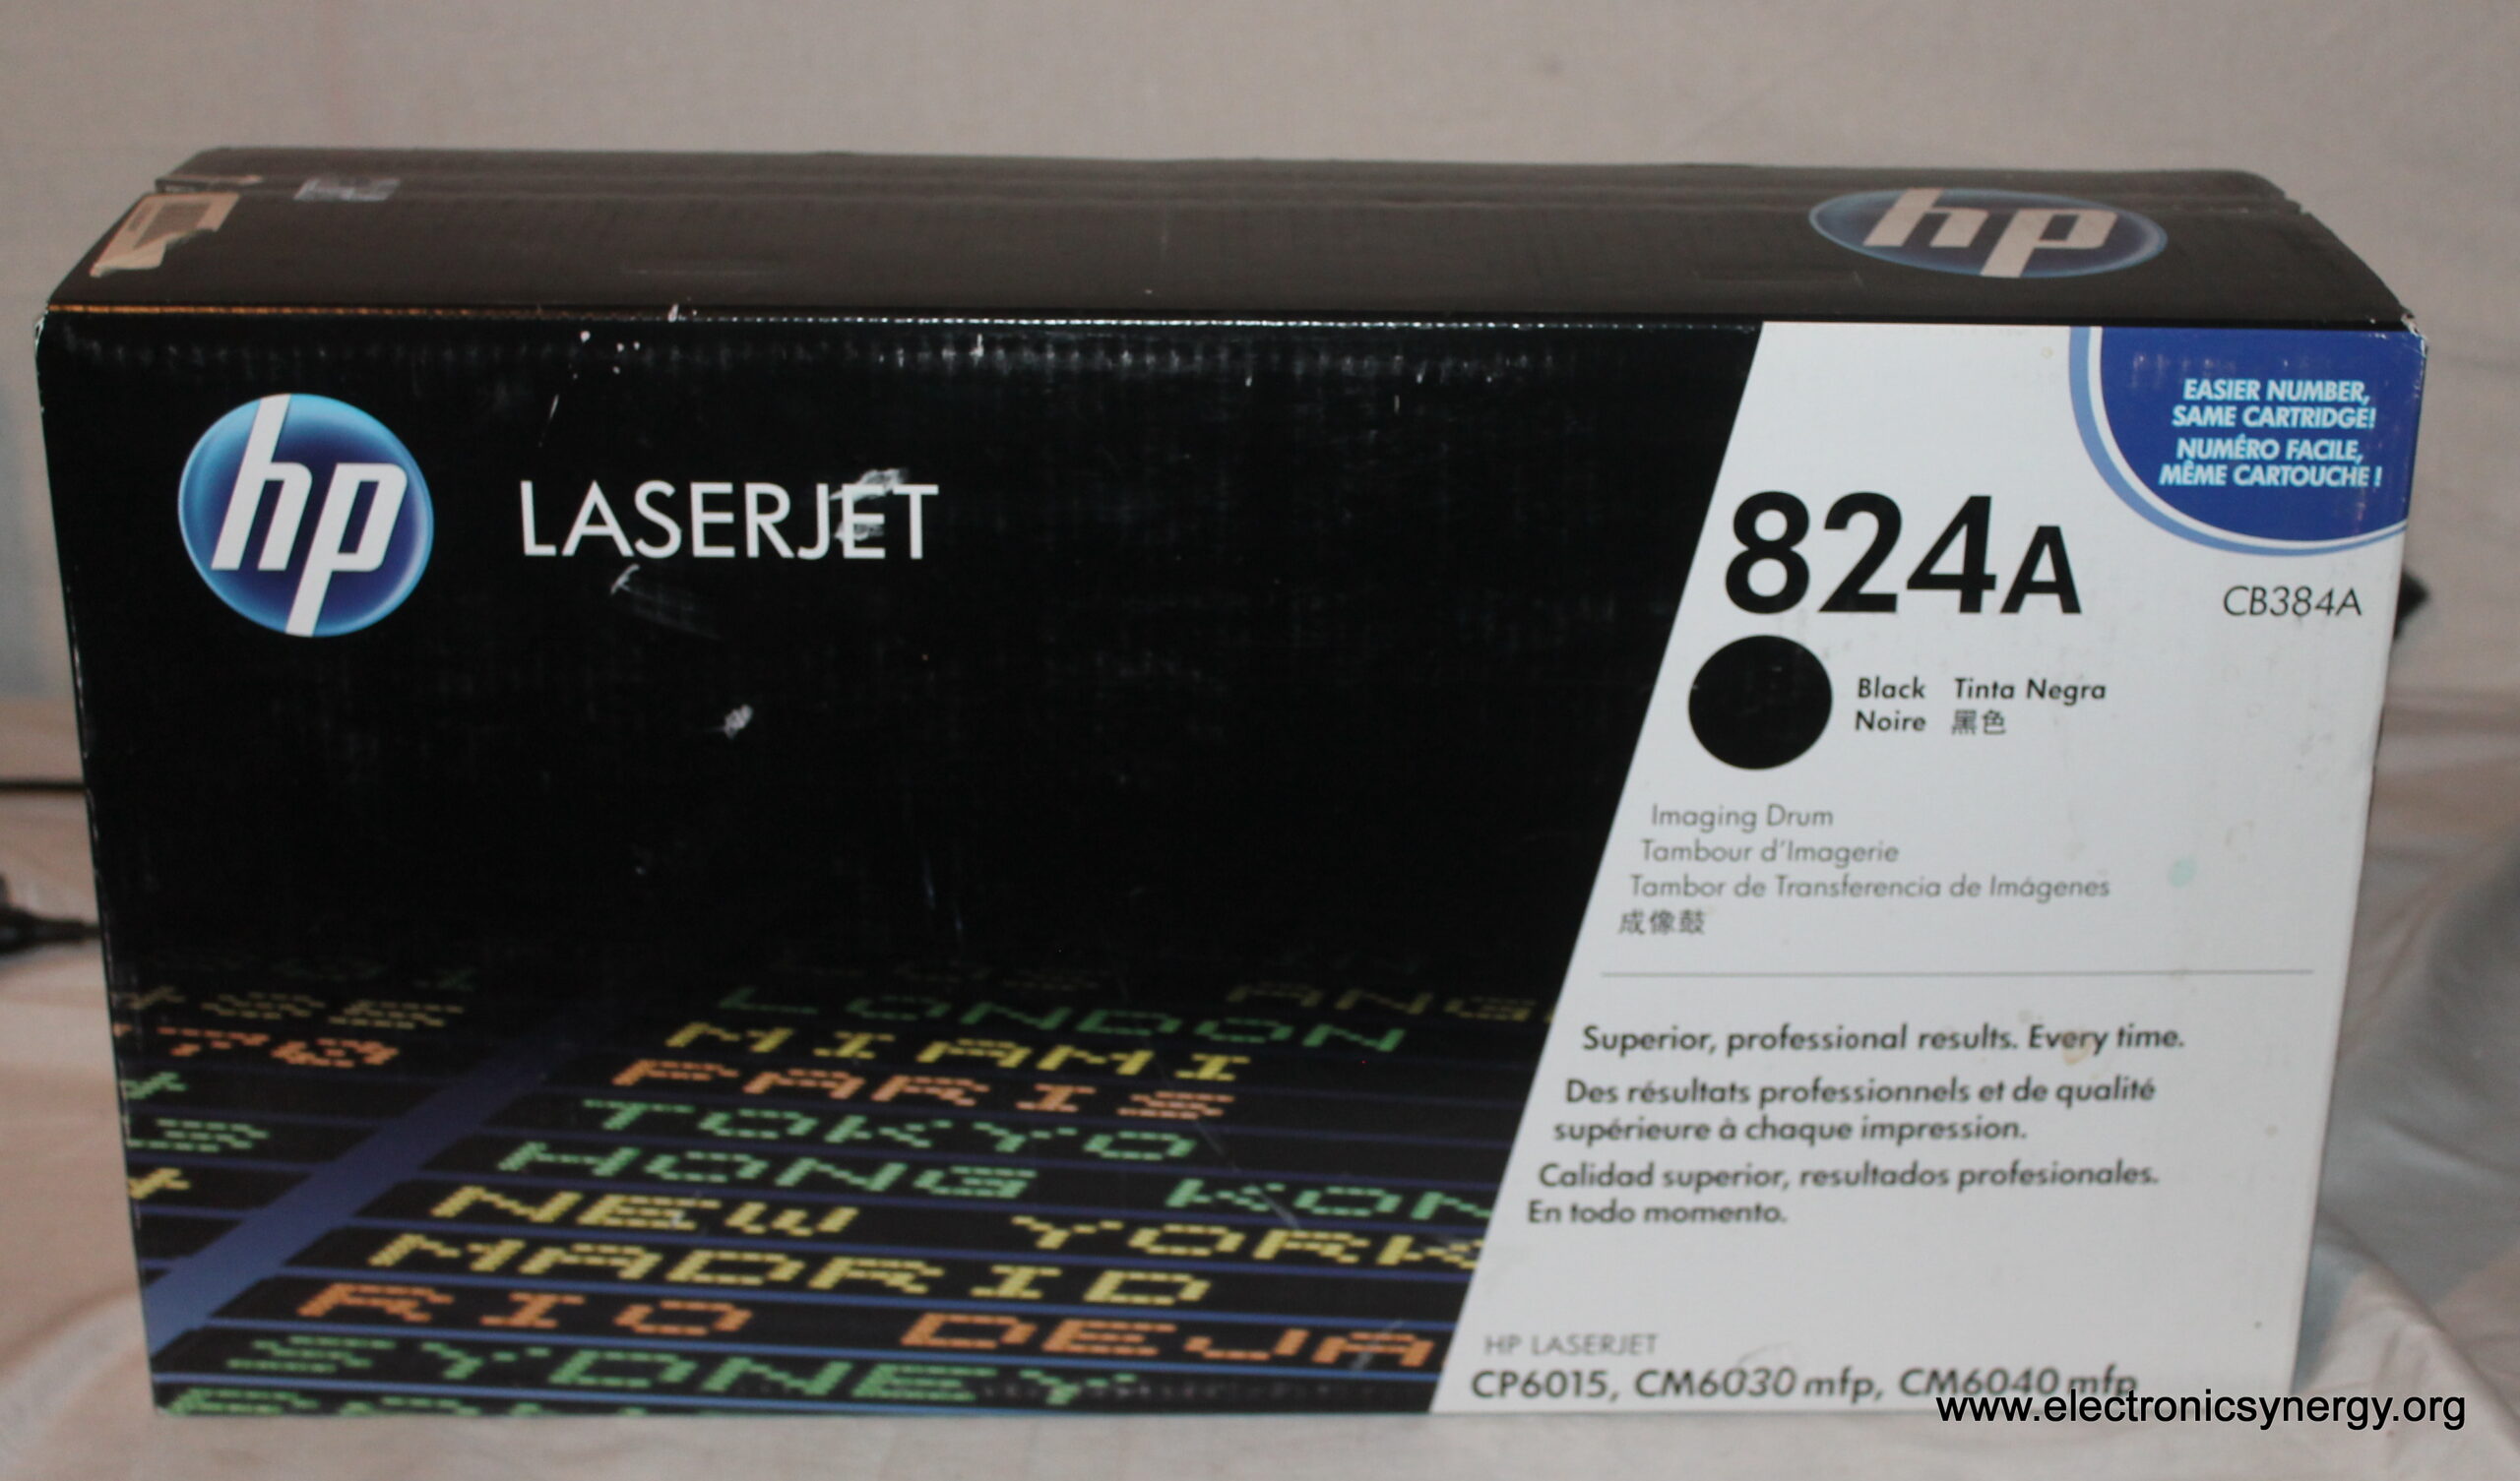 hp
hp
LASERJET
EASIER NUMBER,
SAME CARTRIDGE!
NUMÉRO FACILE,
MÊME CARTOUCHE !
824A
CB384A
Black Tinta Negra
Noire 黑色
Imaging Drum
Tambour d'Imagerie
Tambor de Transferencia de Imágenes
成像鼓
Superior, professional results. Every time.
Des résultats professionnels et de qualité
supérieure à chaque impression.
Calidad superior, resultados profesionales.
En todo momento.
LONDON
MIAMI
PARIS
TOKYO
HONG KON
NEW YORK
MADRID
RIO DEJA
SYDNEY
HP LASERJET
CP6015, CM6030 mfp, CM6040 mfp
www.electronicsynergy.org